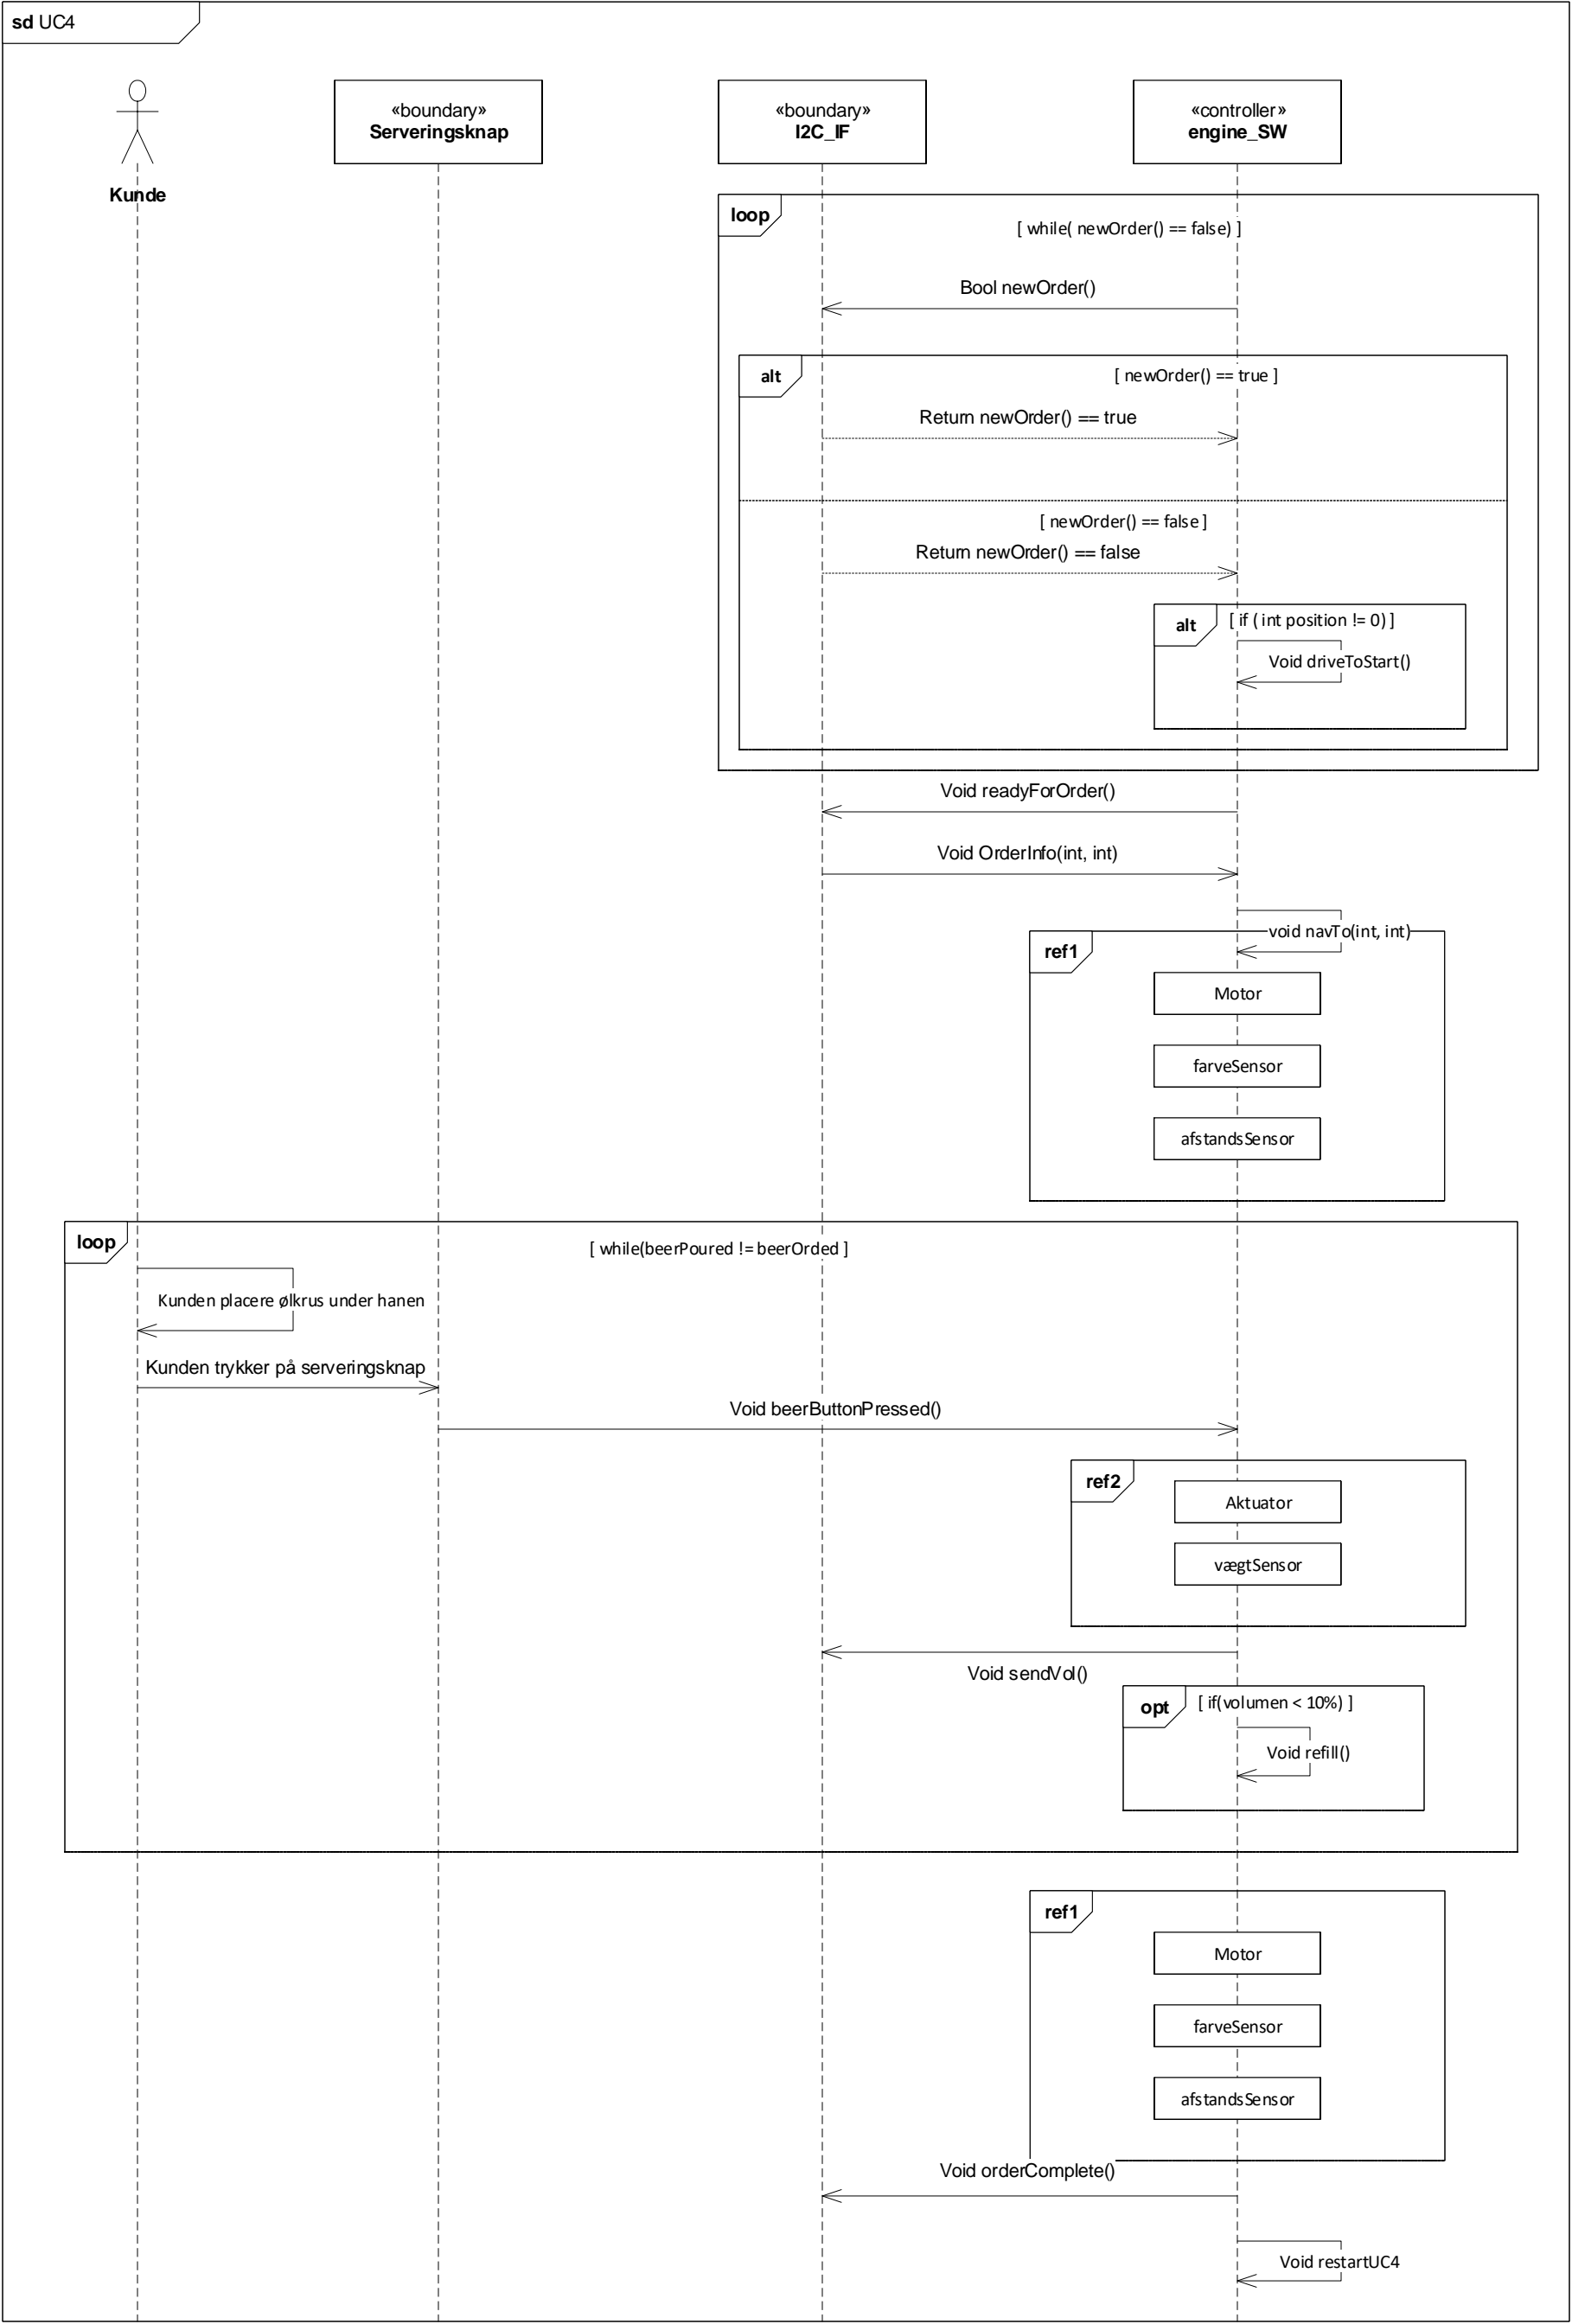 sd UC4
Kunde
«boundary»
Serveringsknap
«boundary»
I2C_IF
«controller»
engine_SW
loop
[ while( newOrder() == false) ]
Bool newOrder()
alt
[ newOrder() == true ]
Return newOrder() == true
[ newOrder() == false ]
Return newOrder() == false
alt
[ if ( int position != 0) ]
Void driveToStart()
Void readyForOrder()
Void OrderInfo(int, int)
void navTo(int, int)
ref1
Motor
farveSensor
afstandsSensor
loop
[ while(beerPoured != beerOrded ]
Kunden placere ølkrus under hanen
Kunden trykker på serveringsknap
Void beerButtonPressed()
ref2
Aktuator
vægtSensor
Void sendVol()
opt
[ if(volumen < 10%) ]
Void refill()
ref1
Motor
farveSensor
afstandsSensor
Void orderComplete()
Void restartUC4